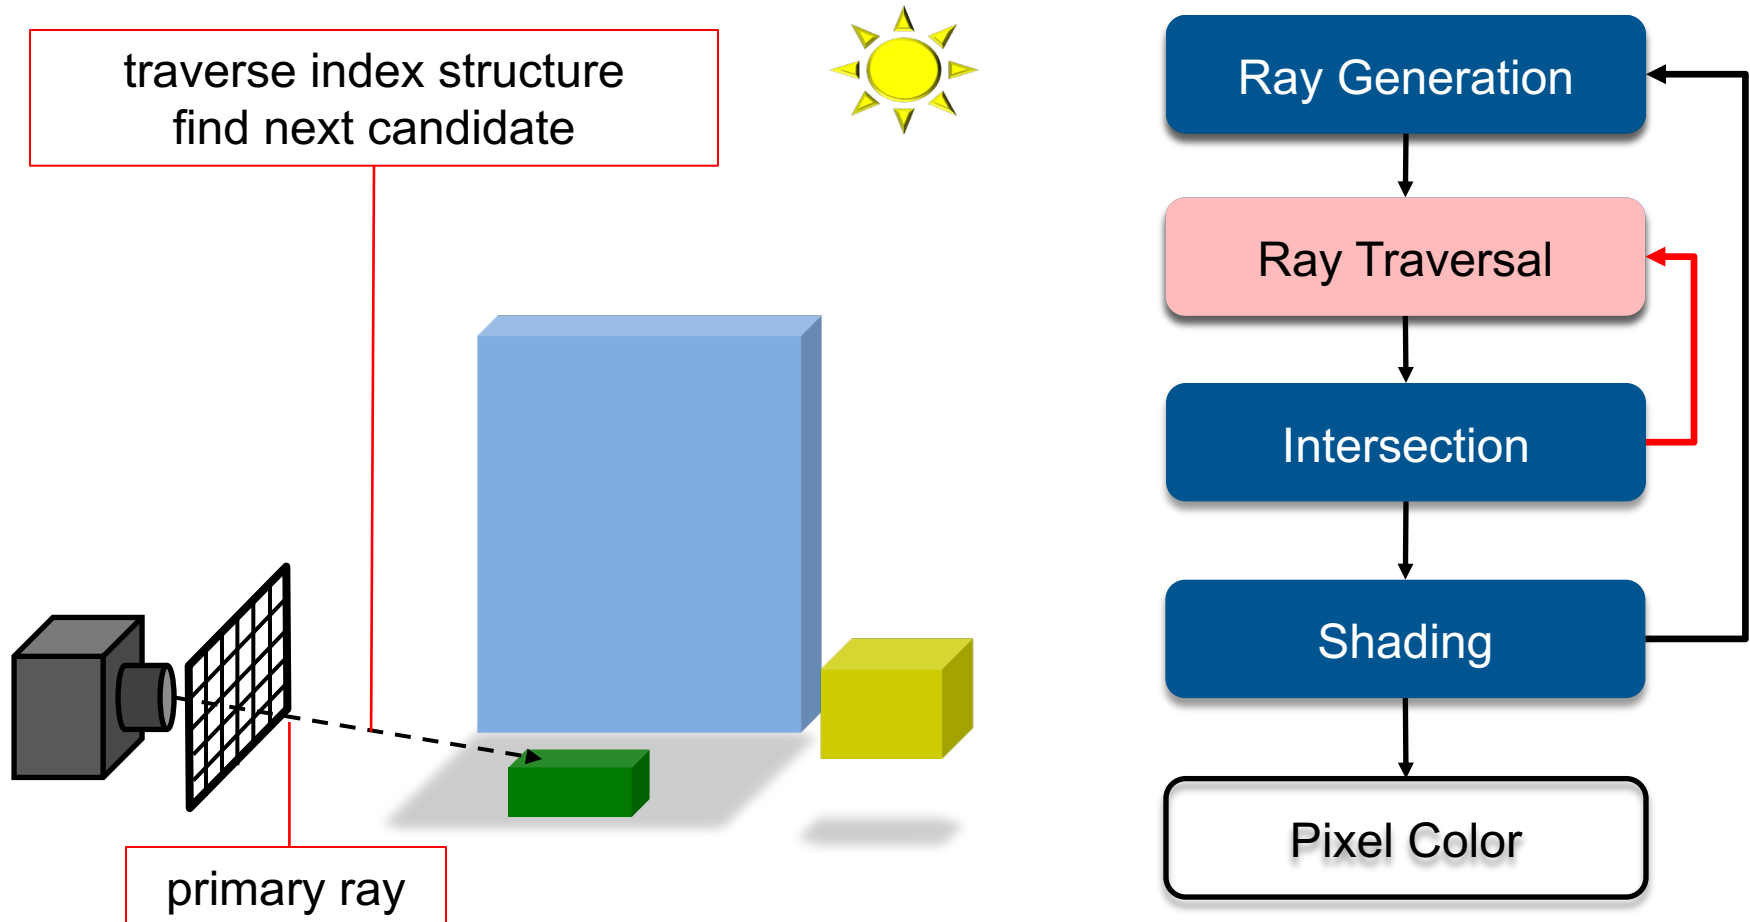 traverse index structure
find next candidate
primary ray
Ray Generation
Ray Traversal
Intersection
Shading
Pixel Color